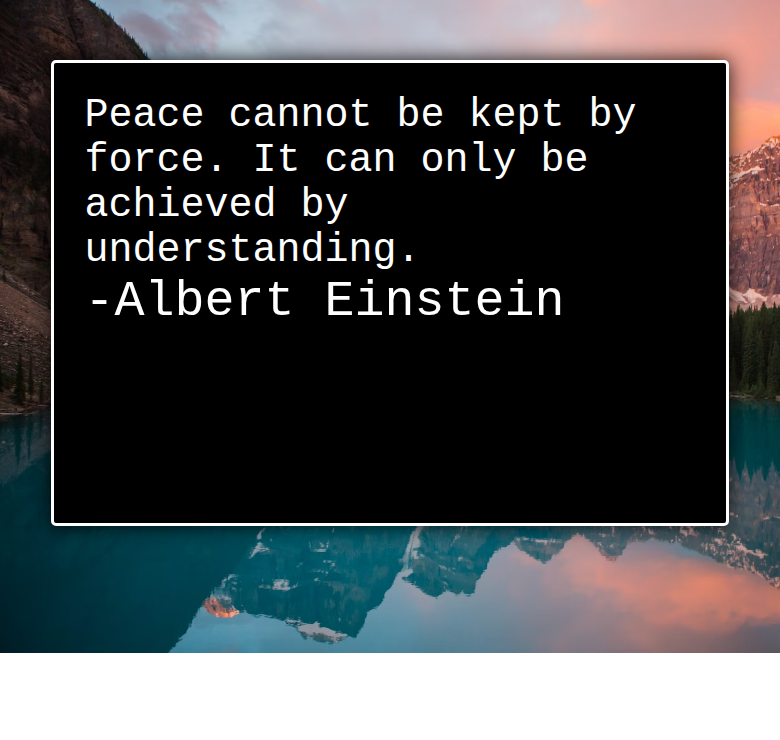 Peace cannot be kept by
force. It can only be
achieved by
understanding.
-Albert Einstein